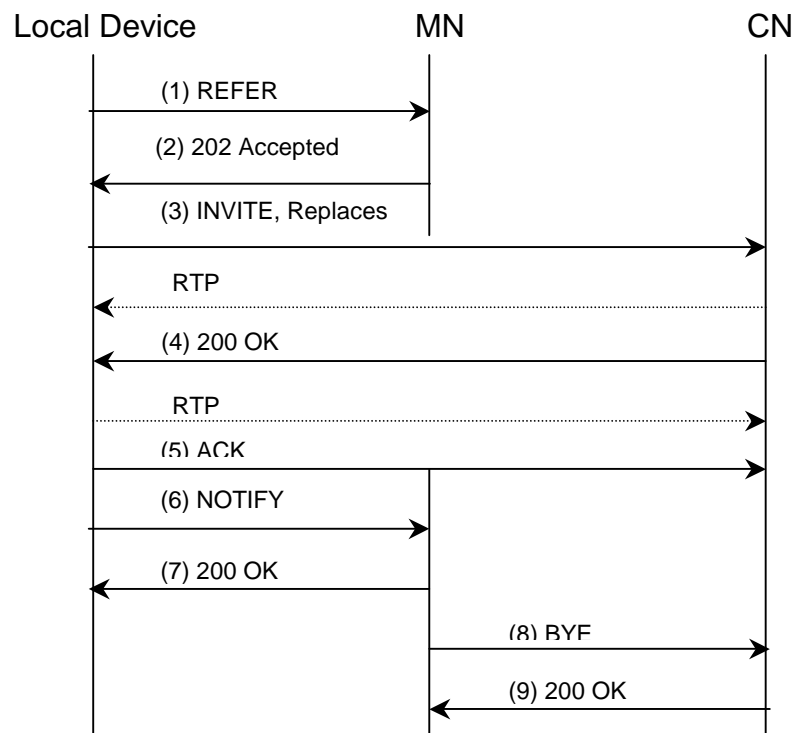 Local Device MN CN
(1) REFER
(2) 202 Accepted
(3) INVITE, Replaces
RTP
(4) 200 OK
RTP
(5) ACK
(6) NOTIFY
(7) 200 OK
(8) BYE
(9) 200 OK